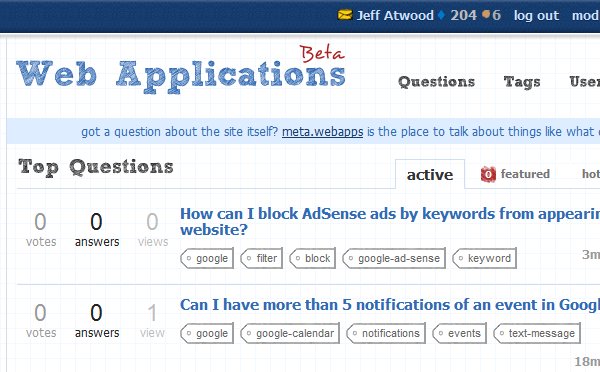 Jeff Atwood 204 6 log out mod
Beta
Web Applications
Questions Tags User
got a question about the site itself? meta.webapps is the place to talk about things like what
Top Questions
active 0 featured hot
0 votes 0 answers 0 views
How can I block AdSense ads by keywords from appearin
website?
google filter block google-ad-sense keyword
3m
0 votes 0 answers 1 view
Can I have more than 5 notifications of an event in Goog
google google-calendar notifications events text-message
18m